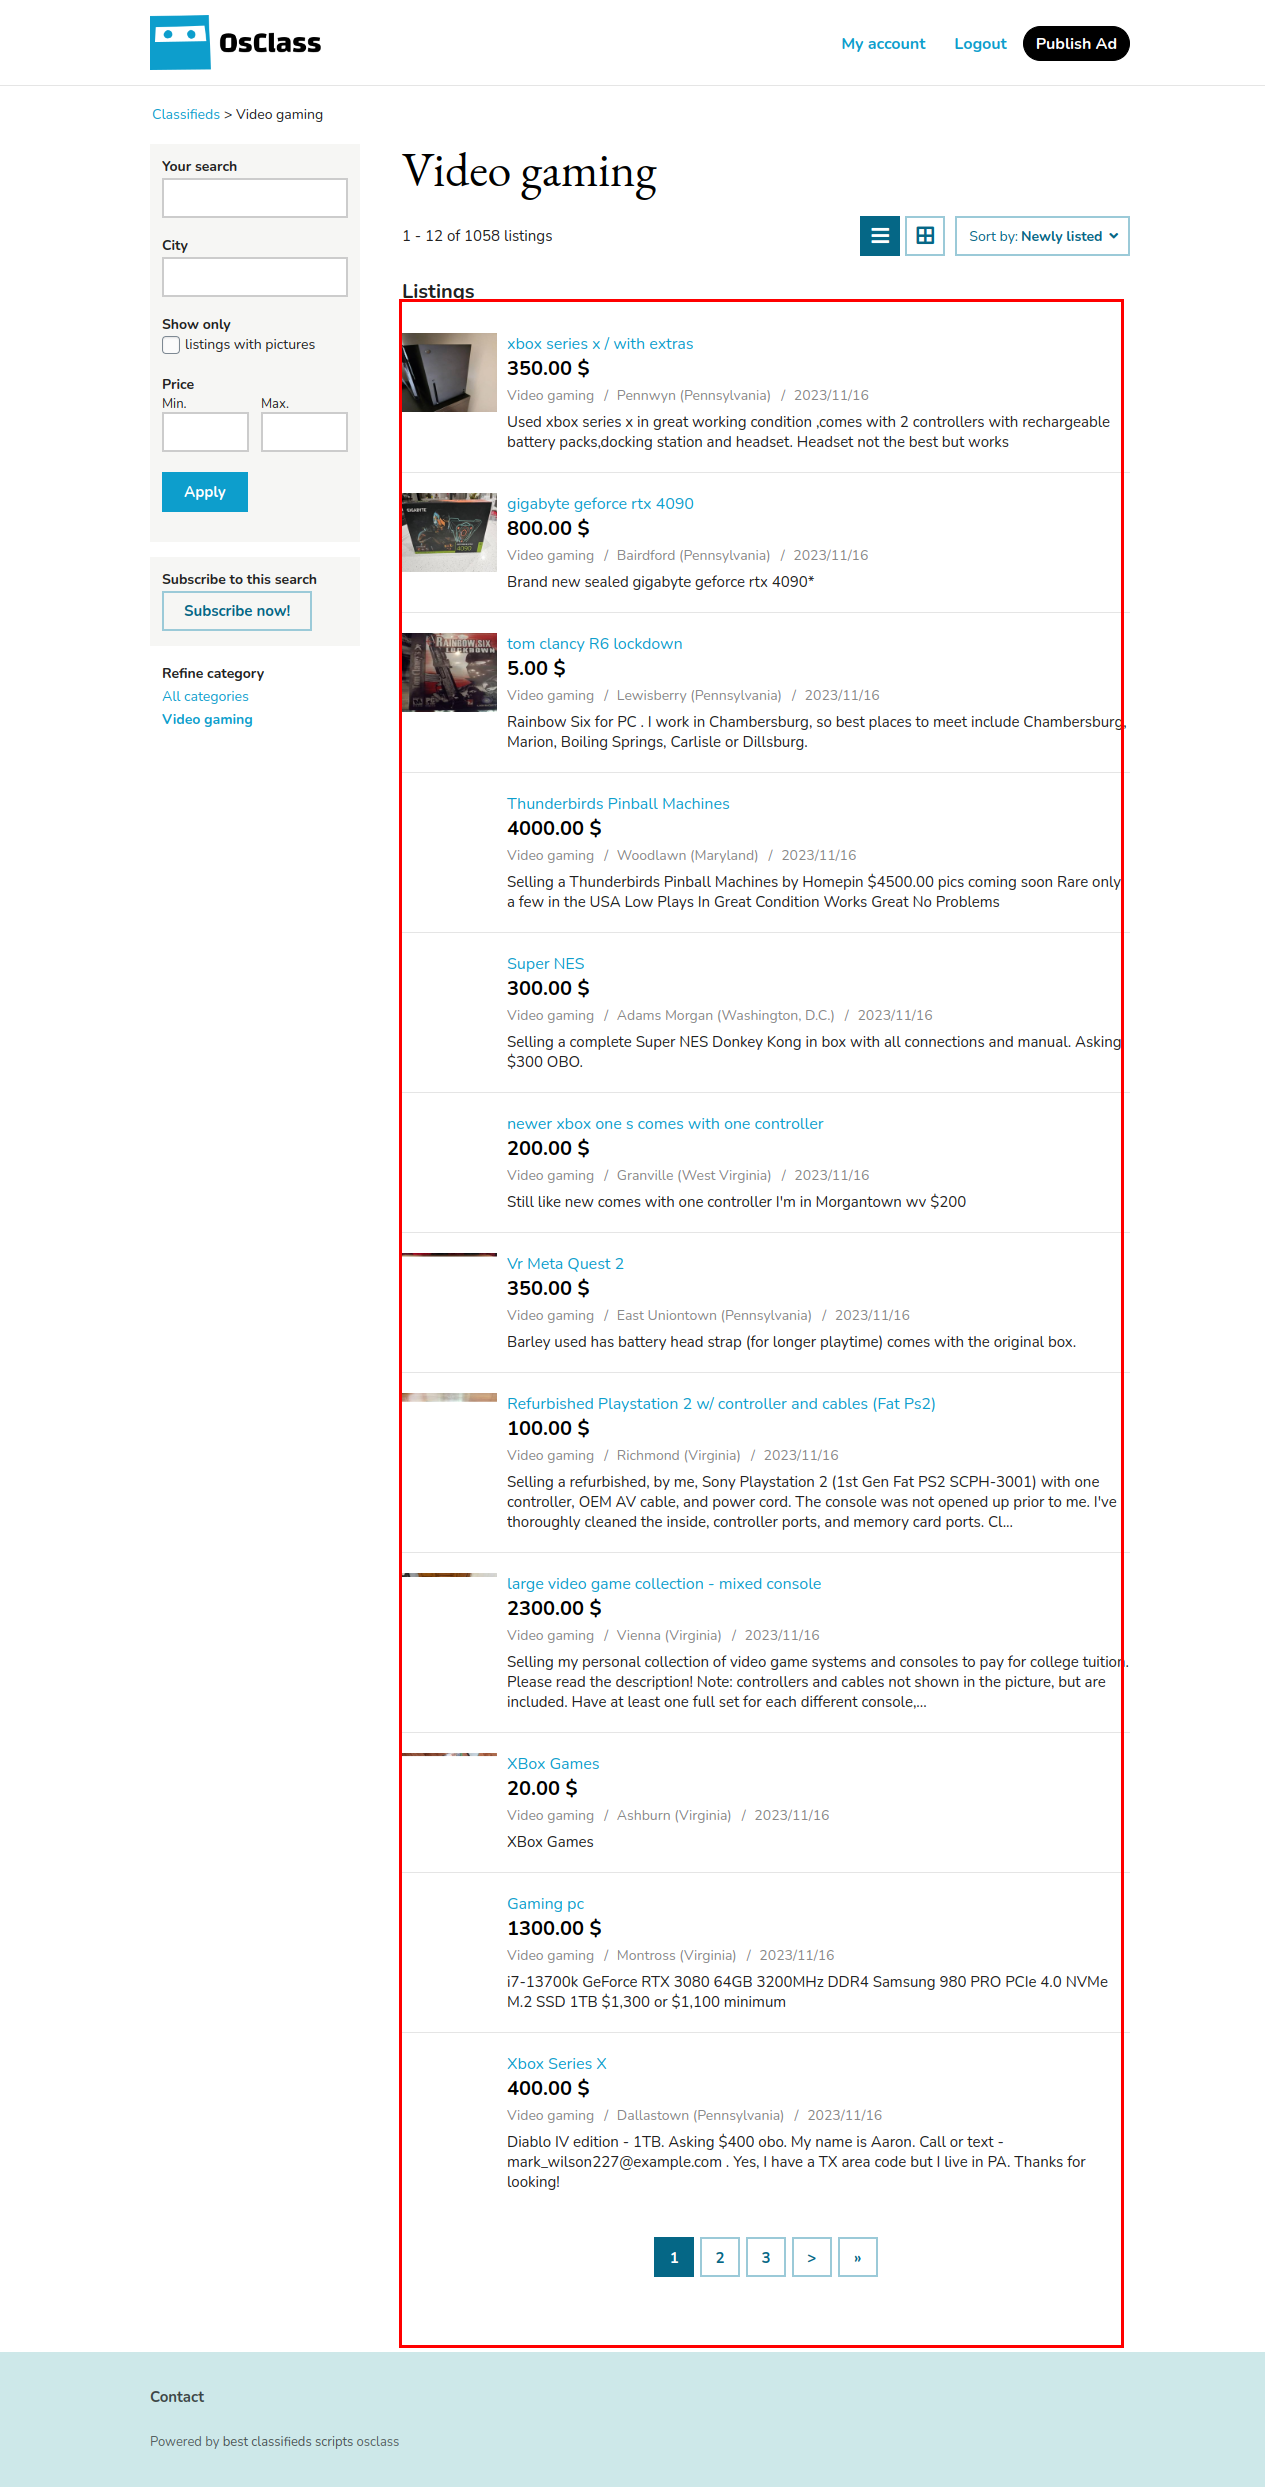 OsClass
My account
Logout
Publish Ad
Classifieds > Video gaming
Your search
City
Show only
listings with pictures
Price
Min.
Max.
Apply
Subscribe to this search
Subscribe now!
Refine category
All categories
Video gaming
Video gaming
1 - 12 of 1058 listings
Sort by: Newly listed
Listings
xbox series x / with extras
350.00 $
Video gaming / Pennwyn (Pennsylvania) / 2023/11/16
Used xbox series x in great working condition ,comes with 2 controllers with rechargeable
battery packs,docking station and headset. Headset not the best but works
GIGABYTE
4090
gigabyte geforce rtx 4090
800.00 $
Video gaming / Bairdford (Pennsylvania) / 2023/11/16
Brand new sealed gigabyte geforce rtx 4090*
RAINBOW SIX
LOCKDOWN
tom clancy R6 lockdown
5.00 $
Video gaming / Lewisberry (Pennsylvania) / 2023/11/16
Rainbow Six for PC . I work in Chambersburg, so best places to meet include Chambersburg,
Marion, Boiling Springs, Carlisle or Dillsburg.
Thunderbirds Pinball Machines
4000.00 $
Video gaming / Woodlawn (Maryland) / 2023/11/16
Selling a Thunderbirds Pinball Machines by Homepin $4500.00 pics coming soon Rare only
a few in the USA Low Plays In Great Condition Works Great No Problems
Super NES
300.00 $
Video gaming / Adams Morgan (Washington, D.C.) / 2023/11/16
Selling a complete Super NES Donkey Kong in box with all connections and manual. Asking
$300 OBO.
newer xbox one s comes with one controller
200.00 $
Video gaming / Granville (West Virginia) / 2023/11/16
Still like new comes with one controller I'm in Morgantown wv $200
Vr Meta Quest 2
350.00 $
Video gaming / East Uniontown (Pennsylvania) / 2023/11/16
Barley used has battery head strap (for longer playtime) comes with the original box.
Refurbished Playstation 2 w/ controller and cables (Fat Ps2)
100.00 $
Video gaming / Richmond (Virginia) / 2023/11/16
Selling a refurbished, by me, Sony Playstation 2 (1st Gen Fat PS2 SCPH-3001) with one
controller, OEM AV cable, and power cord. The console was not opened up prior to me. I've
thoroughly cleaned the inside, controller ports, and memory card ports. Cl...
large video game collection - mixed console
2300.00 $
Video gaming / Vienna (Virginia) / 2023/11/16
Selling my personal collection of video game systems and consoles to pay for college tuition.
Please read the description! Note: controllers and cables not shown in the picture, but are
included. Have at least one full set for each different console,...
XBox Games
20.00 $
Video gaming / Ashburn (Virginia) / 2023/11/16
XBox Games
Gaming pc
1300.00 $
Video gaming / Montross (Virginia) / 2023/11/16
i7-13700k GeForce RTX 3080 64GB 3200MHz DDR4 Samsung 980 PRO PCIe 4.0 NVMe
M.2 SSD 1TB $1,300 or $1,100 minimum
Xbox Series X
400.00 $
Video gaming / Dallastown (Pennsylvania) / 2023/11/16
Diablo IV edition - 1TB. Asking $400 obo. My name is Aaron. Call or text -
mark_wilson227@example.com . Yes, I have a TX area code but I live in PA. Thanks for
looking!
1 2 3 > »
Contact
Powered by best classifieds scripts osclass